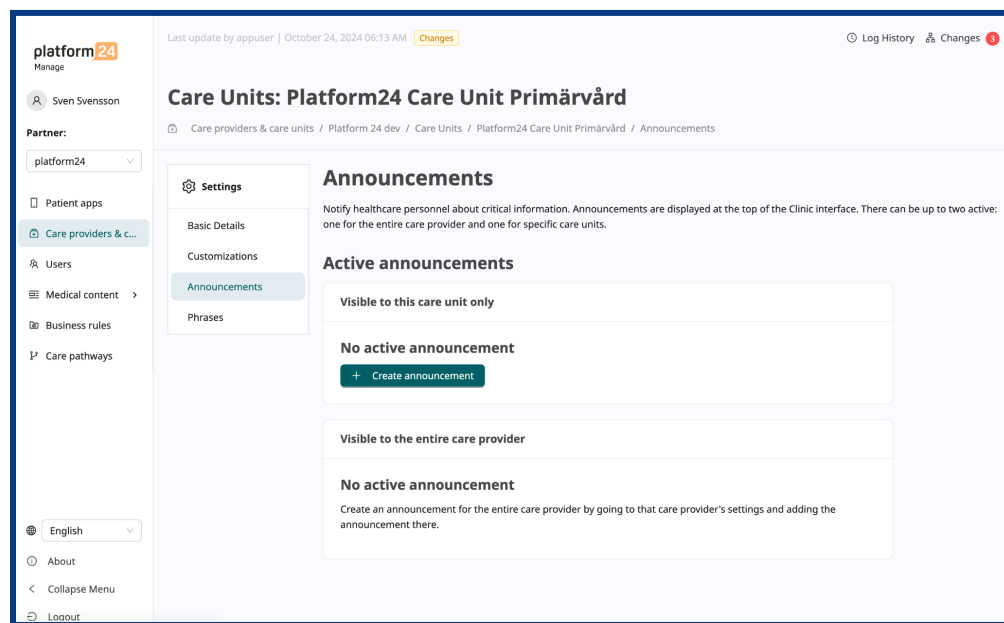 platform24
Manage
Sven Svensson
Partner:
platform24
Patient apps
Care providers & c...
Users
Medical content
Business rules
Care pathways
English
About
Collapse Menu
Logout
Last update by appuser | October 24, 2024 06:13 AM Changes
Log History Changes 3
Care Units: Platform24 Care Unit Primärvård
Care providers & care units / Platform 24 dev / Care Units / Platform24 Care Unit Primärvård / Announcements
Settings
Basic Details
Customizations
Announcements
Phrases
Announcements
Notify healthcare personnel about critical information. Announcements are displayed at the top of the Clinic interface. There can be up to two active:
one for the entire care provider and one for specific care units.
Active announcements
Visible to this care unit only
No active announcement
+ Create announcement
Visible to the entire care provider
No active announcement
Create an announcement for the entire care provider by going to that care provider's settings and adding the
announcement there.